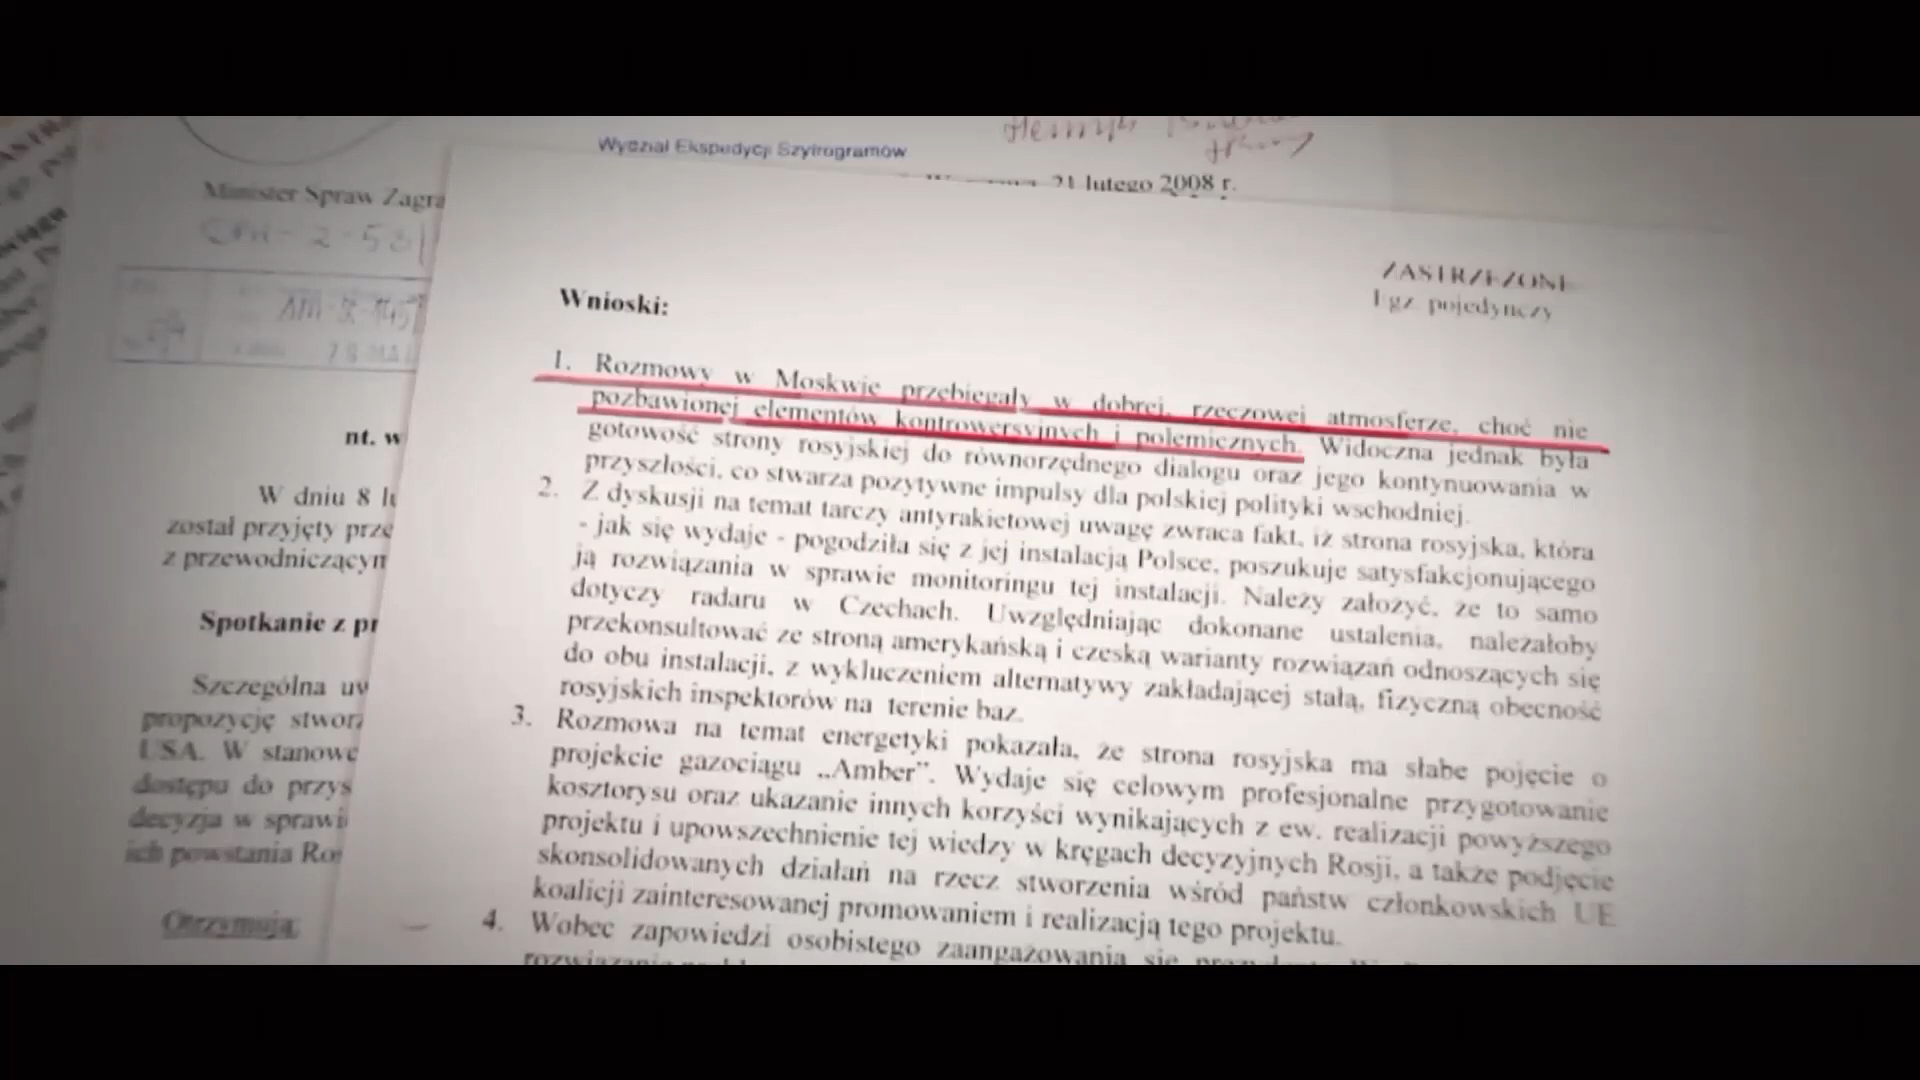 Wydział Ekspedycji Szyfrogramów
21 lutego 2008 r.
Minister Spraw Zagra
nt. w
W dniu 8 lu
został przyjęty prze
z przewodniczącym
Spotkanie z pr
Szczególną uw
propozycję stworz
USA. W stanowc
dostępu do przys
decyzja w sprawi
ich powstania Ros
Otrzymują:
ZASTRZEŻONE
Egz. pojedynczy
Wnioski:
1. Rozmowy w Moskwie przebiegały w dobrej, rzeczowej atmosferze, choć nie
pozbawionej elementów kontrowersyjnych i polemicznych. Widoczna jednak była
gotowość strony rosyjskiej do równorzędnego dialogu oraz jego kontynuowania w
przyszłości, co stwarza pozytywne impulsy dla polskiej polityki wschodniej.
2. Z dyskusji na temat tarczy antyrakietowej uwagę zwraca fakt, iż strona rosyjska, która
- jak się wydaje - pogodziła się z jej instalacją Polsce, poszukuje satysfakcjonującego
ją rozwiązania w sprawie monitoringu tej instalacji. Należy założyć, że to samo
dotyczy radaru w Czechach. Uwzględniając dokonane ustalenia, należałoby
przekonsultować ze stroną amerykańską i czeską warianty rozwiązań odnoszących się
do obu instalacji, z wykluczeniem alternatywy zakładającej stałą, fizyczną obecność
rosyjskich inspektorów na terenie baz.
3. Rozmowa na temat energetyki pokazała, że strona rosyjska ma słabe pojęcie o
projekcie gazociągu „Amber”. Wydaje się celowym profesjonalne przygotowanie
kosztorysu oraz ukazanie innych korzyści wynikających z ew. realizacji powyższego
projektu i upowszechnienie tej wiedzy w kręgach decyzyjnych Rosji, a także podjęcie
skonsolidowanych działań na rzecz stworzenia wśród państw członkowskich UE
koalicji zainteresowanej promowaniem i realizacją tego projektu.
4. Wobec zapowiedzi osobistego zaangażowania się